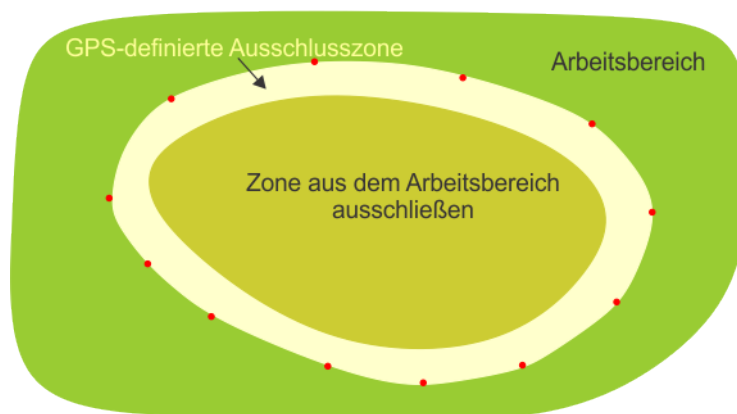 GPS-definierte Ausschlusszone
Arbeitsbereich
Zone aus dem Arbeitsbereich
ausschließen